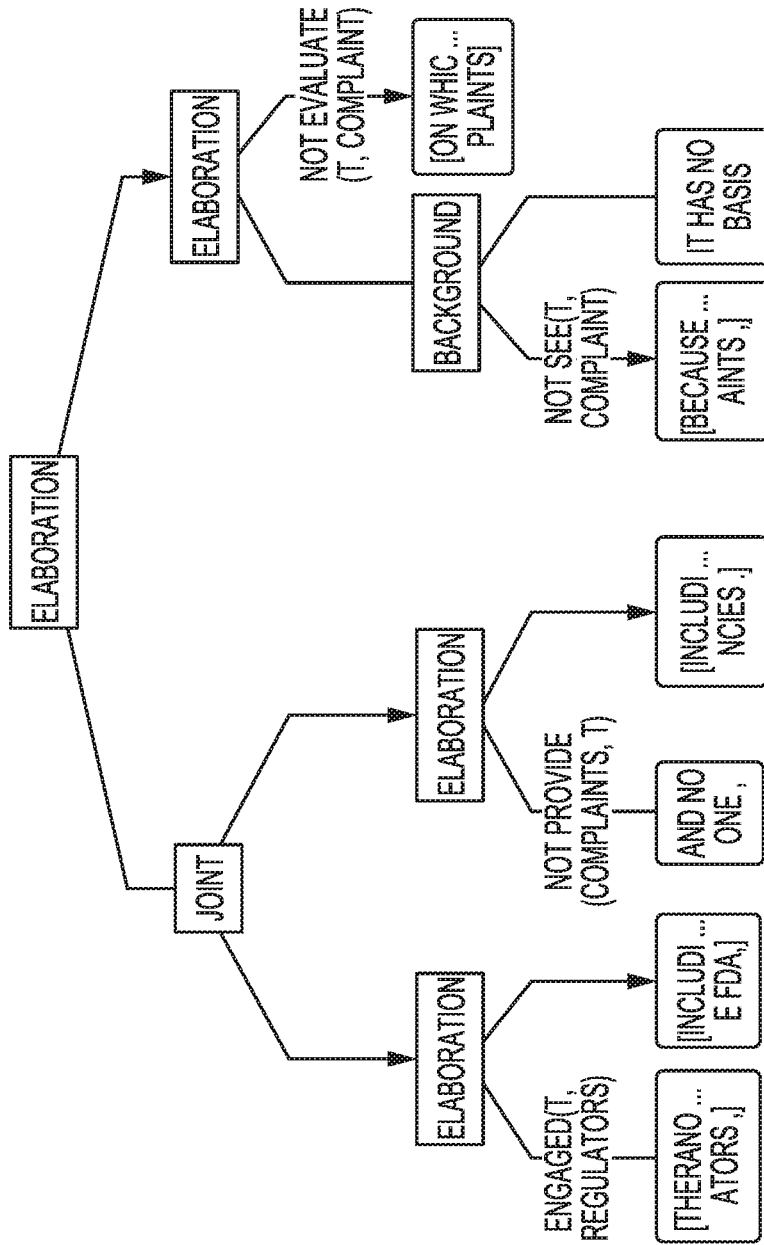 ELABORATION
JOINT
ELABORATION
ELABORATION
ELABORATION
BACKGROUND
NOT EVALUATE
(T, COMPLAINT)
ENGAGED(T,
REGULATORS)
NOT PROVIDE
(COMPLAINTS, T)
NOT SEE(T,
COMPLAINT)
[ON WHIC ...
PLAINTS]
[THERANO ...
ATORS ,]
[INCLUDI ...
E FDA,]
AND NO
ONE ,
[INCLUDI ...
NCIES .]
[BECAUSE ...
AINTS ,]
IT HAS NO
BASIS